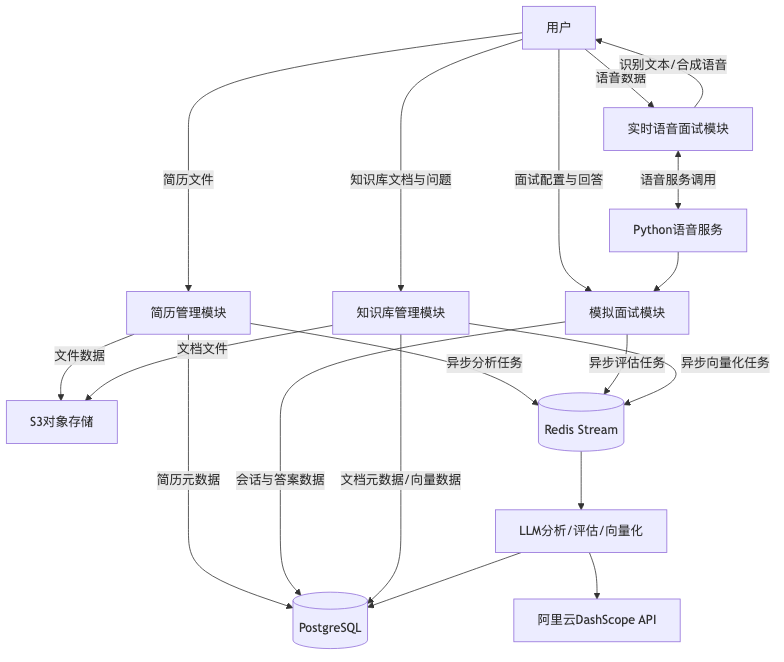 用户
识别文本/合成语音
语音数据
实时语音面试模块
简历文件
知识库文档与问题
面试配置与回答
语音服务调用
Python语音服务
简历管理模块
知识库管理模块
模拟面试模块
文件数据
文档文件
异步分析任务
异步评估任务
异步向量化任务
S3对象存储
Redis Stream
简历元数据
会话与答案数据
文档元数据/向量数据
LLM分析/评估/向量化
PostgreSQL
阿里云DashScope API